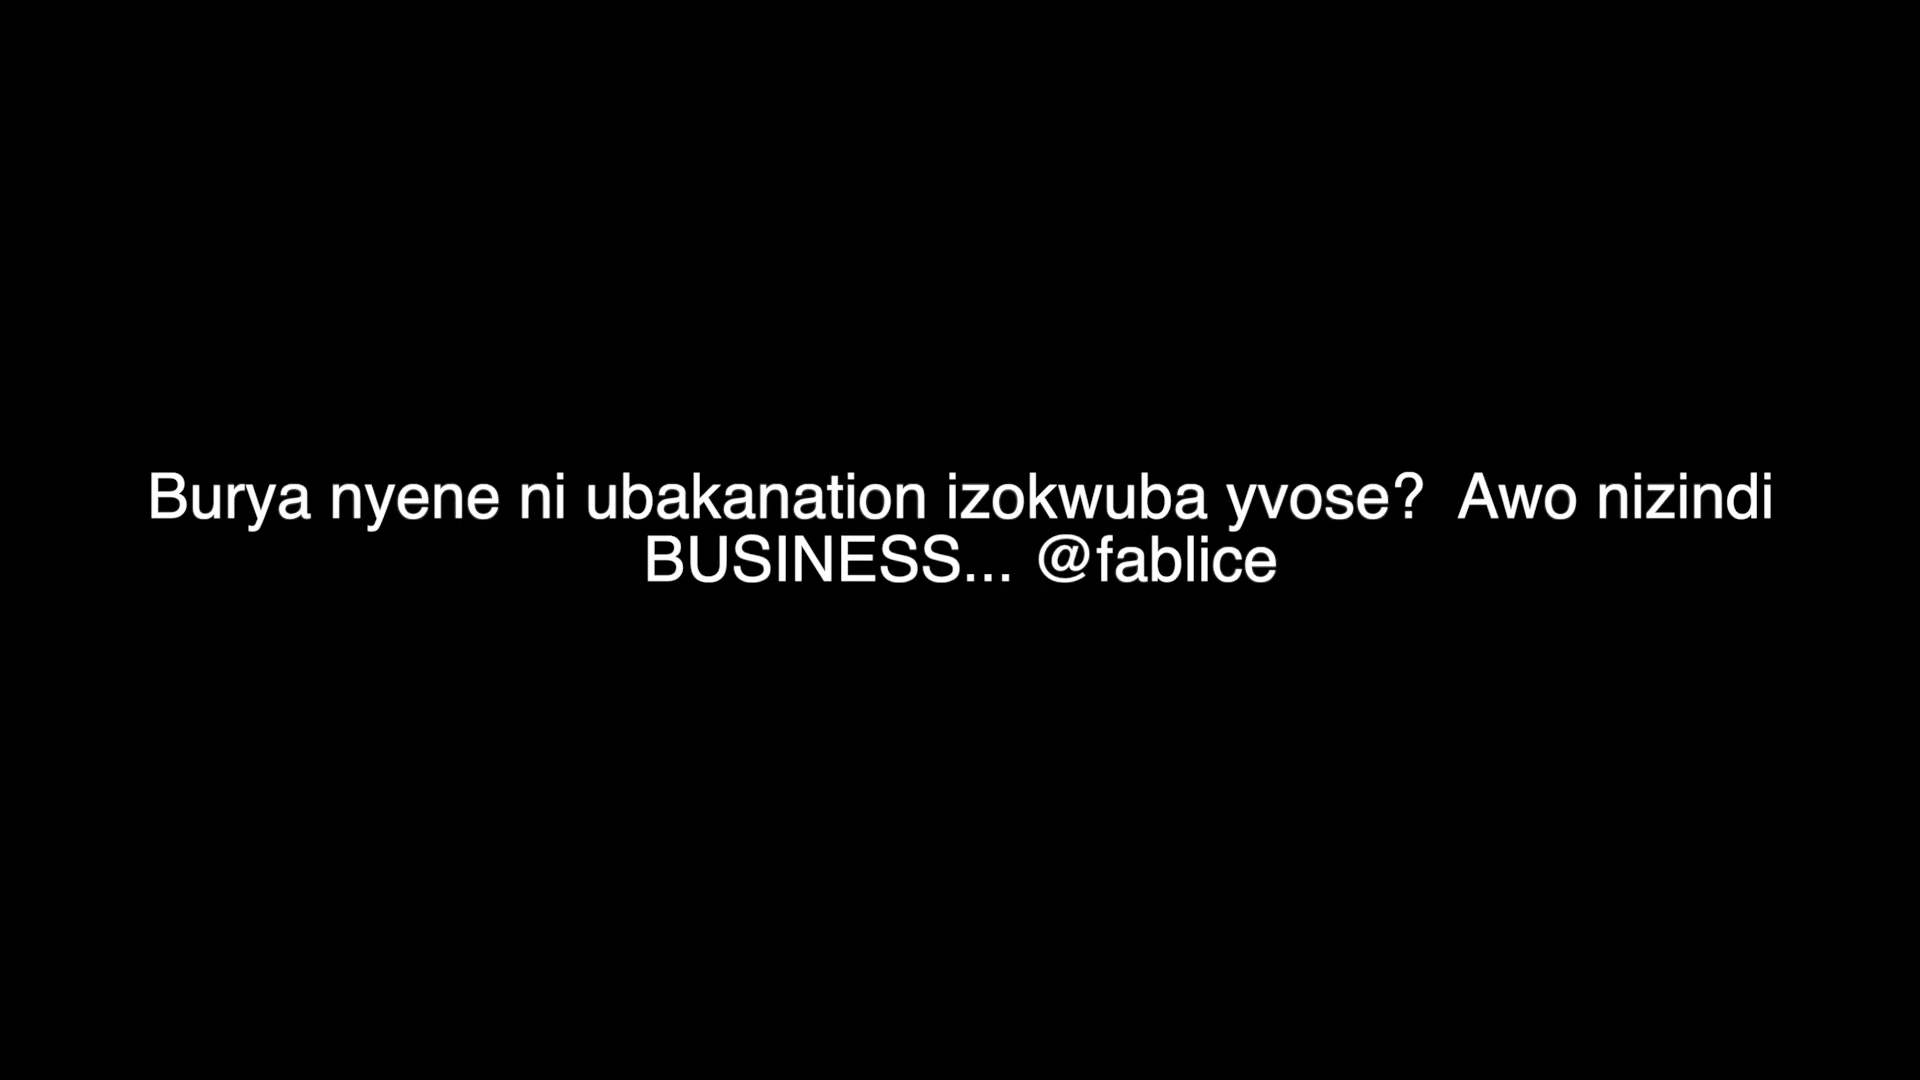 Burya nyene ni ubakanation izokwuba yvose?  Awo nizindi
BUSINESS... @fablice